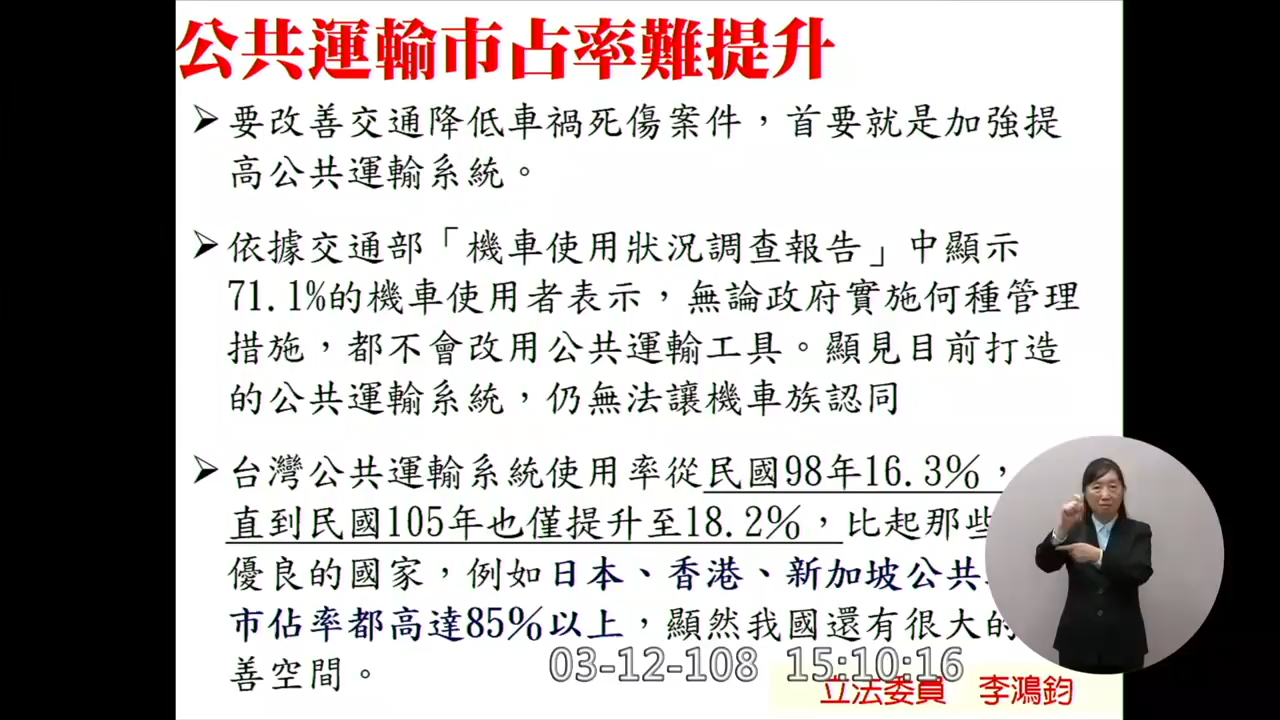 公共運輸市占率難提升
要改善交通降低車禍死傷案件，首要就是加強提
高公共運輸系統。
依據交通部「機車使用狀況調查報告」中顯示
71.1%的機車使用者表示，無論政府實施何種管理
措施，都不會改用公共運輸工具。顯見目前打造
的公共運輸系統，仍無法讓機車族認同
台灣公共運輸系統使用率從民國98年16.3%，
直到民國105年也僅提升至18.2%，比起那些
優良的國家，例如日本、香港、新加坡公共
市佔率都高達85%以上，顯然我國還有很大的
善空間。
03-12-108 15:10:16
立法委員 李鴻鈞